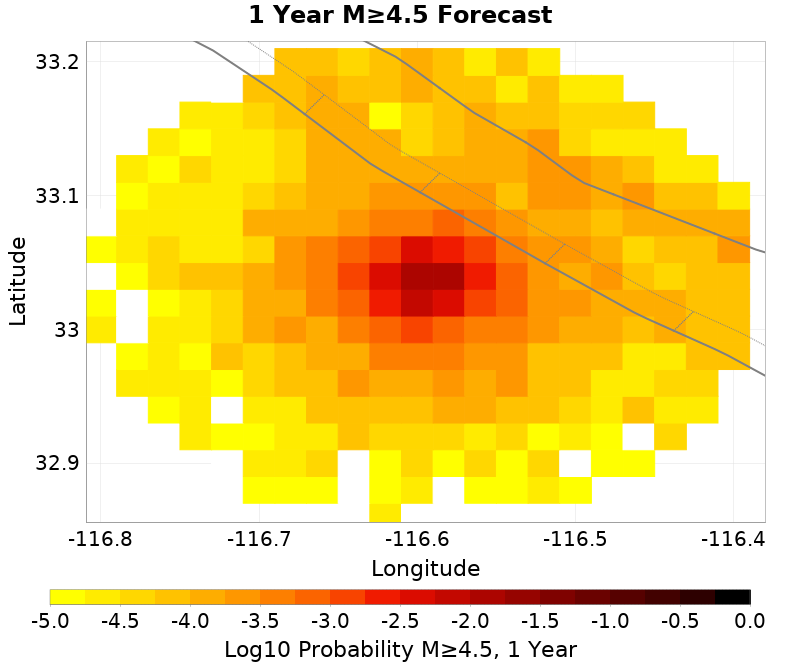 1 Year M≥4.5 Forecast
33.2
33.1
33
32.9
Latitude
-116.8 -116.7 -116.6 -116.5 -116.4
Longitude
-5.0 -4.5 -4.0 -3.5 -3.0 -2.5 -2.0 -1.5 -1.0 -0.5 0.0
Log10 Probability M≥4.5, 1 Year